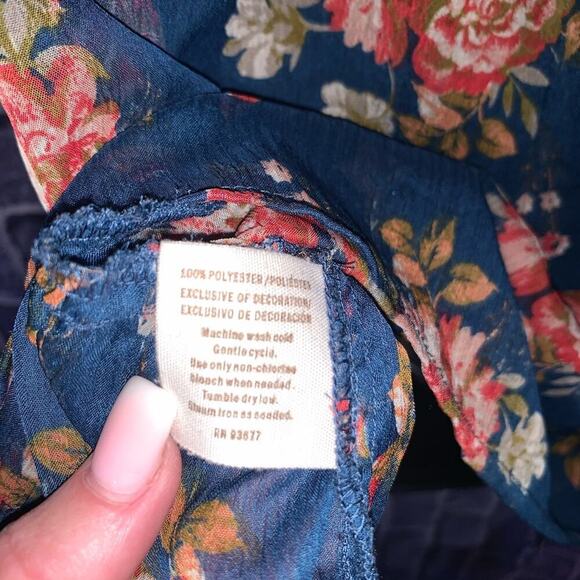 100% POLYESTER/POLIÉSTER
EXCLUSIVE OF DECORATION/
EXCLUSIVO DE DECORACIÓN
Machine wash cold
Gentle cycle.
Use only non-chlorine
bleach when needed.
Tumble dry low.
Steam iron as needed.
RN 93677